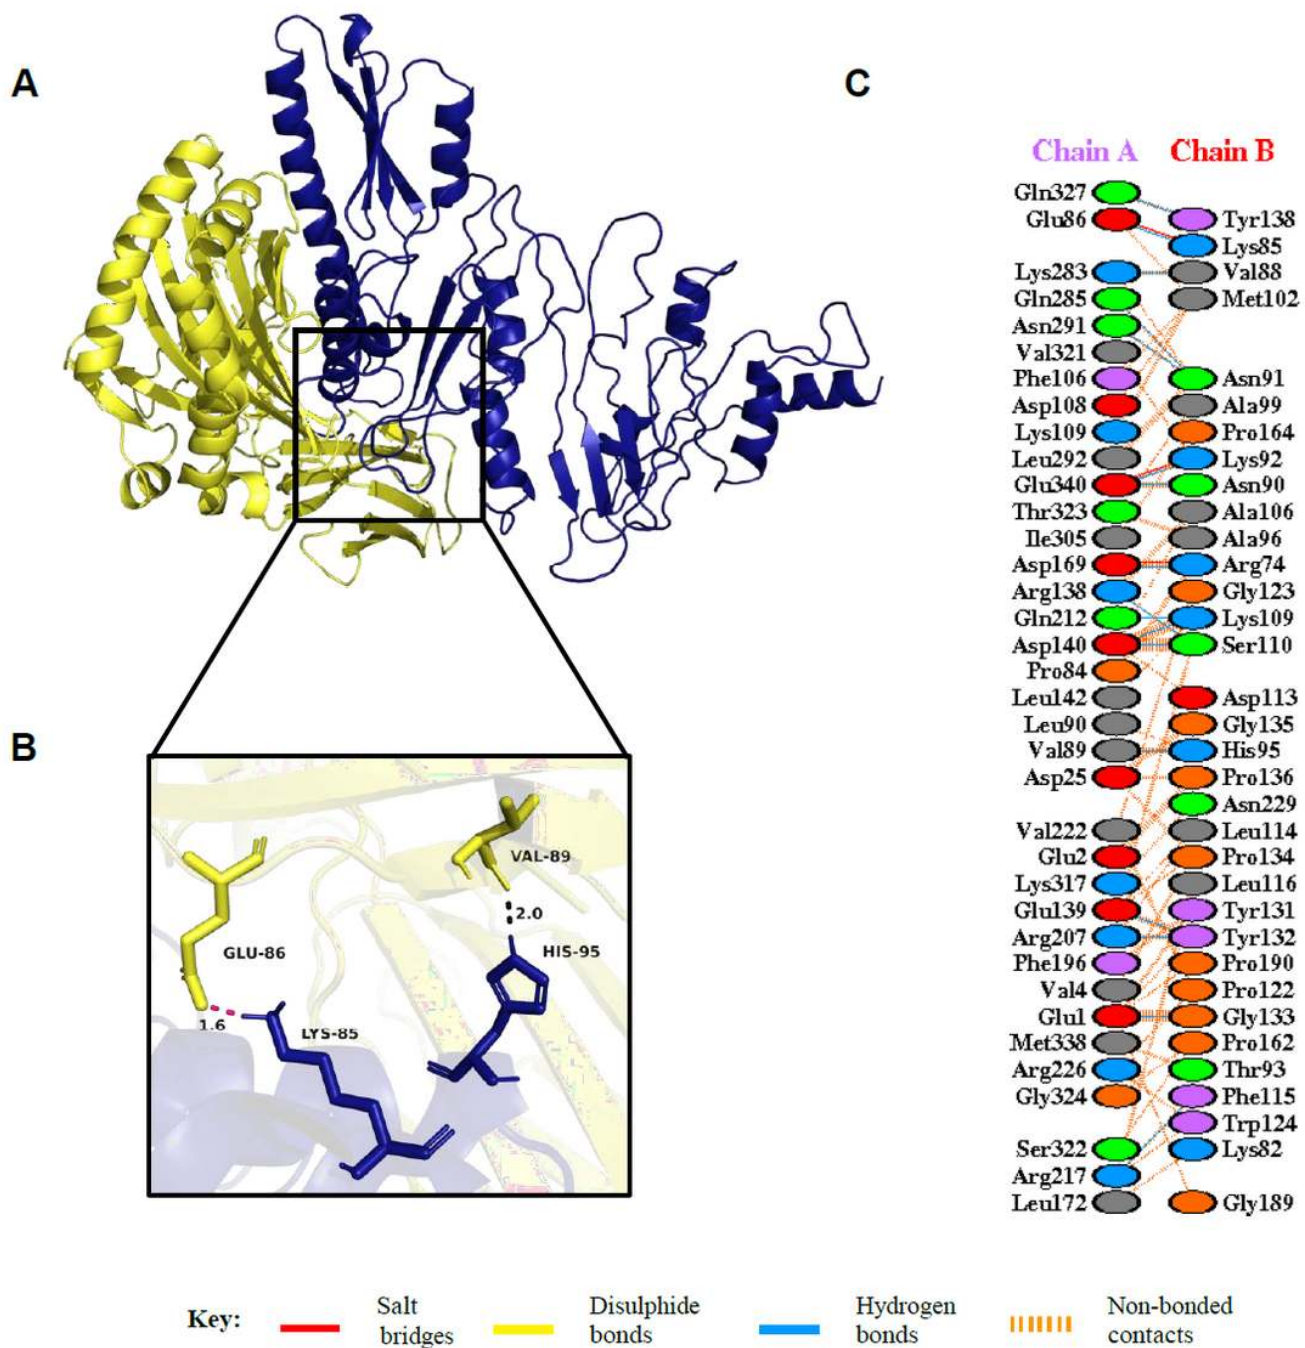 A
C
Chain A Chain B
Gln327
Glu86 Tyr138
Lys85
Lys283 Val88
Gln285 Met102
Asn291
Val321
Phe106 Asn91
Asp108 Ala99
Lys109 Pro164
Leu292 Lys92
Glu340 Asn90
Thr323 Ala106
Ile305 Ala96
Asp169 Arg74
Arg138 Gly123
Gln212 Lys109
Asp140 Ser110
Pro84
Leu142 Asp113
Leu90 Gly135
Val89 His95
Asp25 Pro136
Asn229
Val222 Leu114
Glu2 Pro134
Lys317 Leu116
Glu139 Tyr131
Arg207 Tyr132
Phe196 Pro190
Val4 Pro122
Glu1 Gly133
Met338 Pro162
Arg226 Thr93
Gly324 Phe115
Trp124
Ser322 Lys82
Arg217
Leu172 Gly189
B
VAL-89
2.0
GLU-86
HIS-95
1.6
LYS-85
Key:
Salt
bridges
Disulphide
bonds
Hydrogen
bonds
Non-bonded
contacts